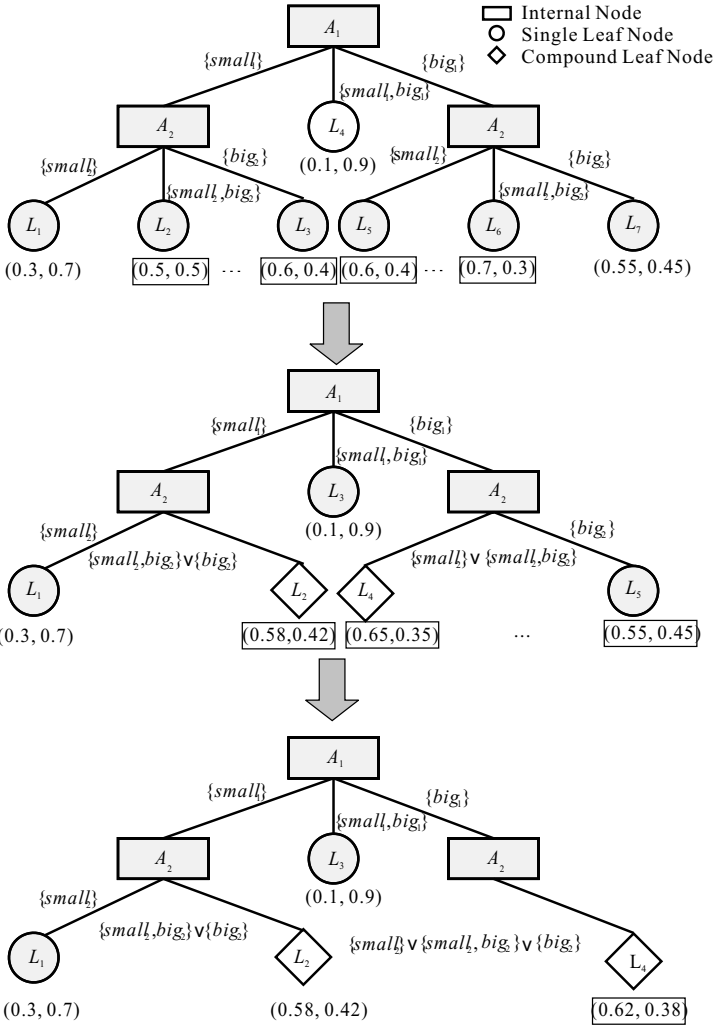 Internal Node
Single Leaf Node
Compound Leaf Node
A₁
{small₁} {small₁,big₁} {big₁}
A₂ L₄ A₂
(0.1, 0.9)
{small₂} {small₂,big₂} {big₂} {small₂} {small₂,big₂} {big₂}
L₁ L₂ L₃ L₅ L₆ L₇
(0.3, 0.7) (0.5, 0.5) ... (0.6, 0.4) (0.6, 0.4) ... (0.7, 0.3) (0.55, 0.45)
A₁
{small₁} {small₁,big₁} {big₁}
A₂ L₃ A₂
(0.1, 0.9)
{small₂} {small₂,big₂}∨{big₂} {small₂}∨{small₂,big₂} {big₂}
L₁ L₂ L₄ L₅
(0.3, 0.7) (0.58,0.42) (0.65,0.35) ... (0.55, 0.45)
A₁
{small₁} {small₁,big₁} {big₁}
A₂ L₃ A₂
(0.1, 0.9)
{small₂} {small₂,big₂}∨{big₂} {small₂}∨{small₂, big₂}∨{big₂}
L₁ L₂ L₄
(0.3, 0.7) (0.58, 0.42) (0.62, 0.38)